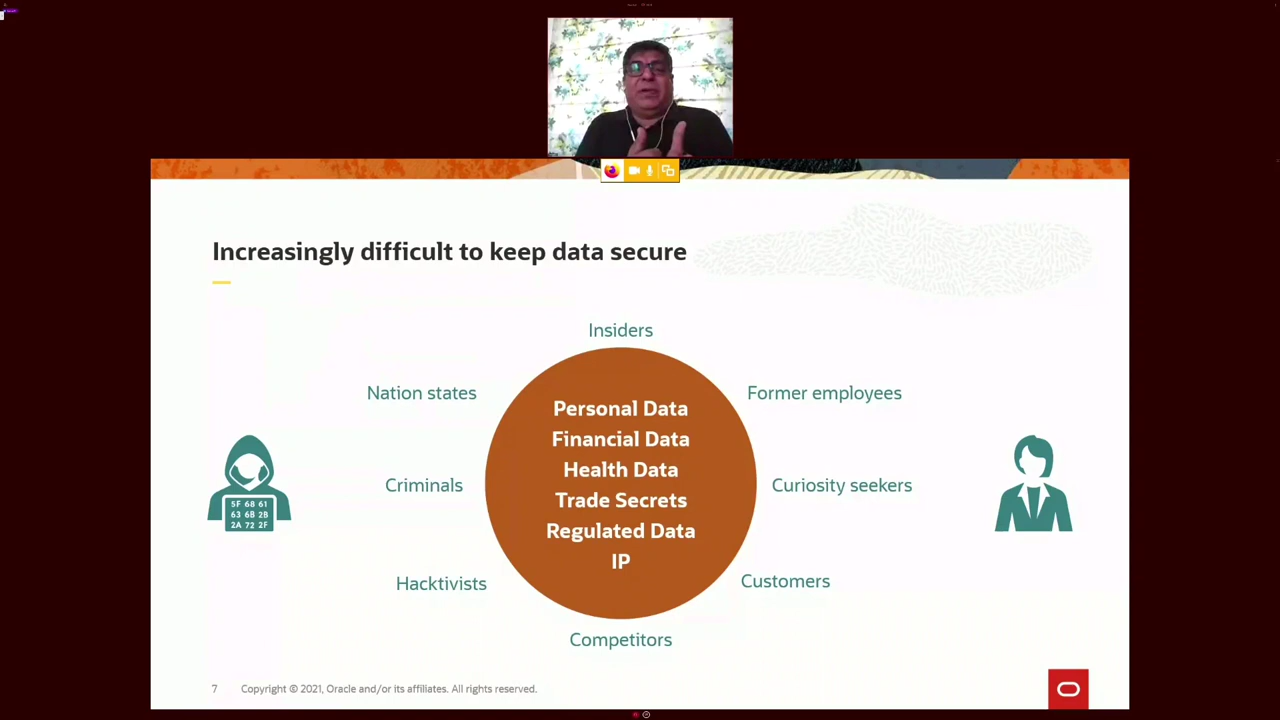 Increasingly difficult to keep data secure
Insiders
Nation states
Former employees
Personal Data
Financial Data
Health Data
Trade Secrets
Regulated Data
IP
Criminals
Curiosity seekers
5F 68 61
63 6B 2B
2A 72 2F
Hacktivists
Customers
Competitors
7 Copyright © 2021, Oracle and/or its affiliates. All rights reserved.